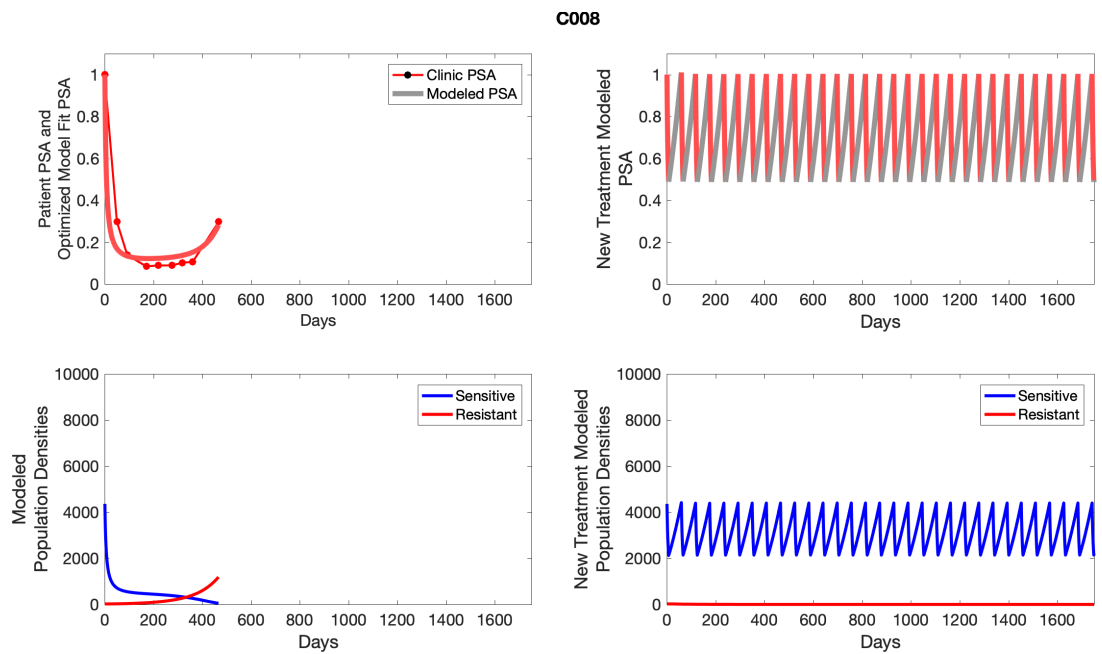 C008
Patient PSA and
Optimized Model Fit PSA
1
0.8
0.6
0.4
0.2
0
0 200 400 600 800 1000 1200 1400 1600
Days
Clinic PSA
Modeled PSA
New Treatment Modeled
PSA
1
0.8
0.6
0.4
0.2
0
0 200 400 600 800 1000 1200 1400 1600
Days
Modeled
Population Densities
10000
8000
6000
4000
2000
0
0 200 400 600 800 1000 1200 1400 1600
Days
Sensitive
Resistant
New Treatment Modeled
Population Densities
10000
8000
6000
4000
2000
0
0 200 400 600 800 1000 1200 1400 1600
Days
Sensitive
Resistant